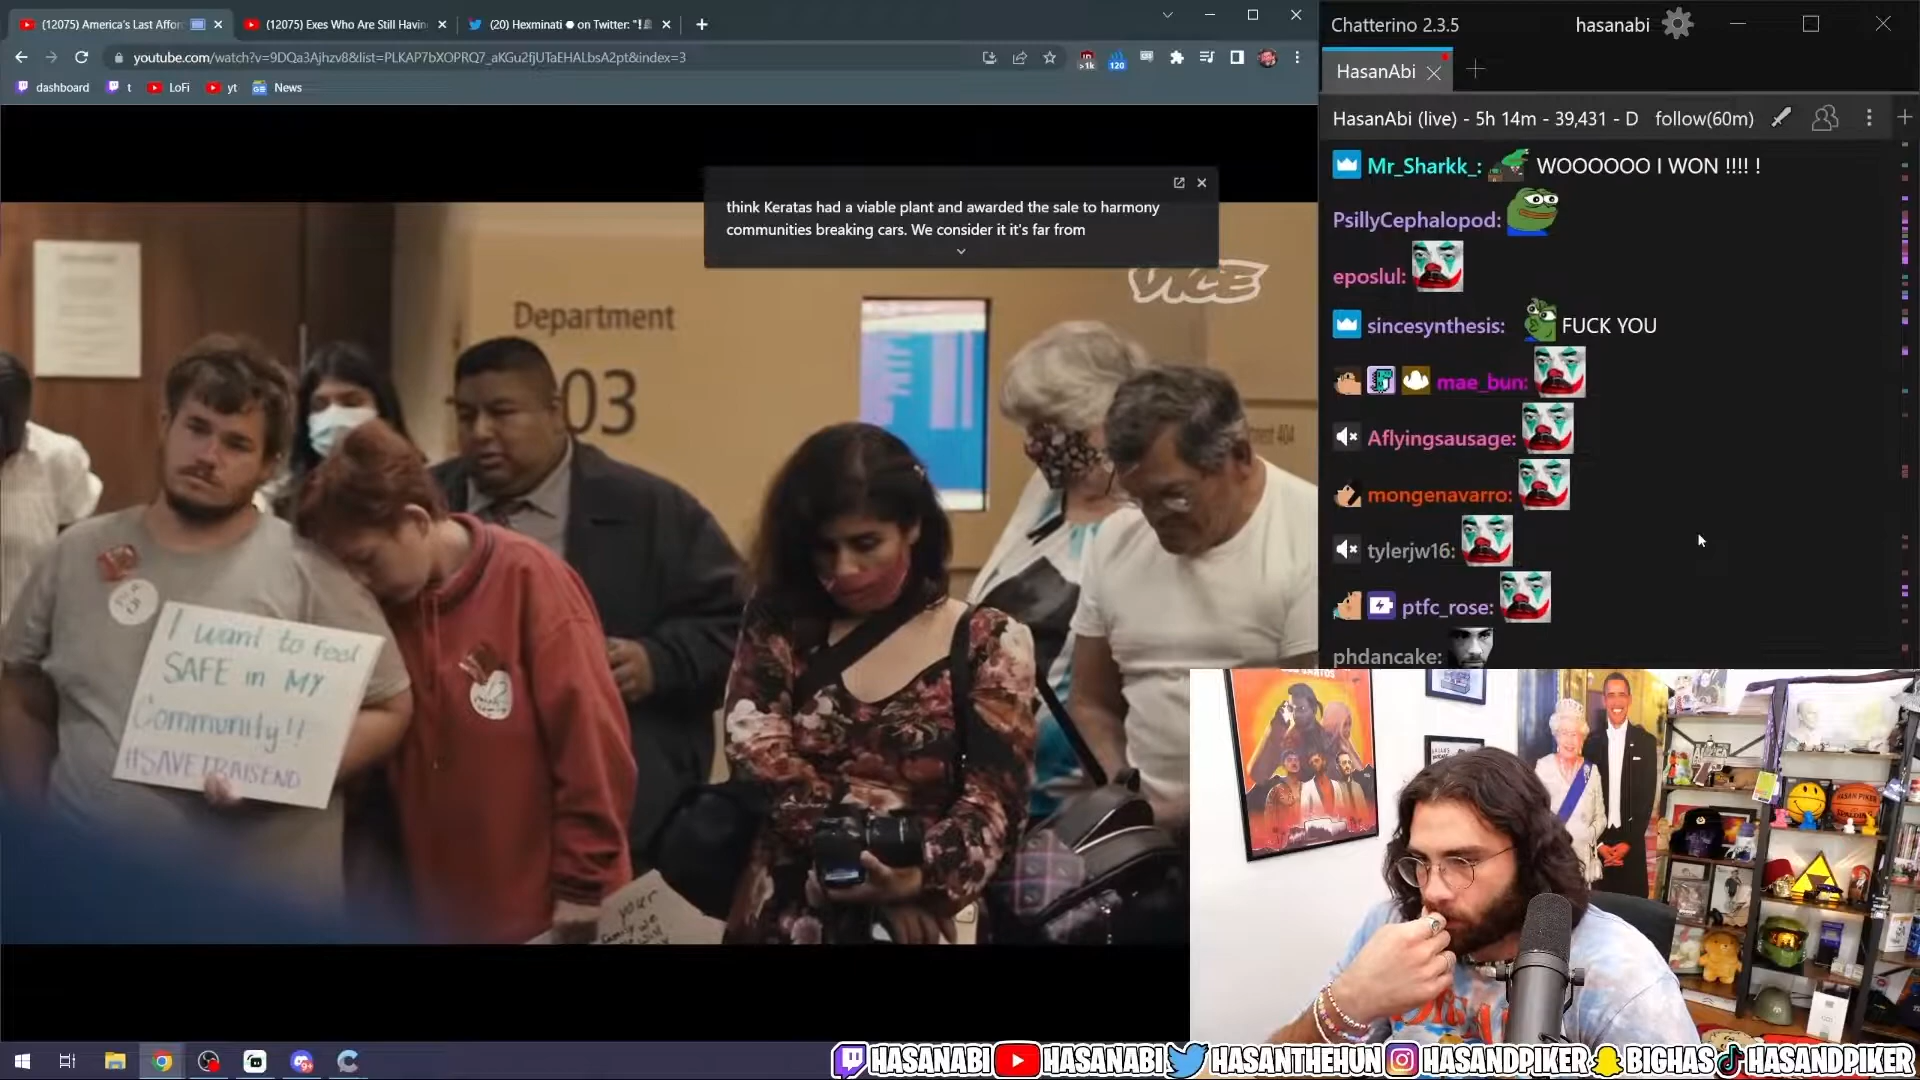 (12075) America's Last Affor
(12075) Exes Who Are Still Havin
(20) Hexminati on Twitter: "!
youtube.com/watch?v=9DQa3Ajhzv8&list=PLKAP7bXOPRQ7_aKGu2fjUTaEHALbsA2pt&index=3
>1k
120
dashboard
t
LoFi
yt
News
think Keratas had a viable plant and awarded the sale to harmony
communities breaking cars. We consider it it's far from
VICE
Department
03
I want to feel
SAFE in MY
Community!!
your
Chatterino 2.3.5
hasanabi
HasanAbi
HasanAbi (live) - 5h 14m - 39,431 - D
follow(60m)
Mr_Sharkk_: WOOOOOO I WON !!!! !
PsillyCephalopod:
eposlul:
sincesynthesis: FUCK YOU
mae_bun:
Aflyingsausage:
mongenavarro:
tylerjw16:
ptfc_rose:
phdancake:
HASANABI
HASANABI
HASANTHEHUN
HASANDPIKER
BIGHAS
HASANDPIKER